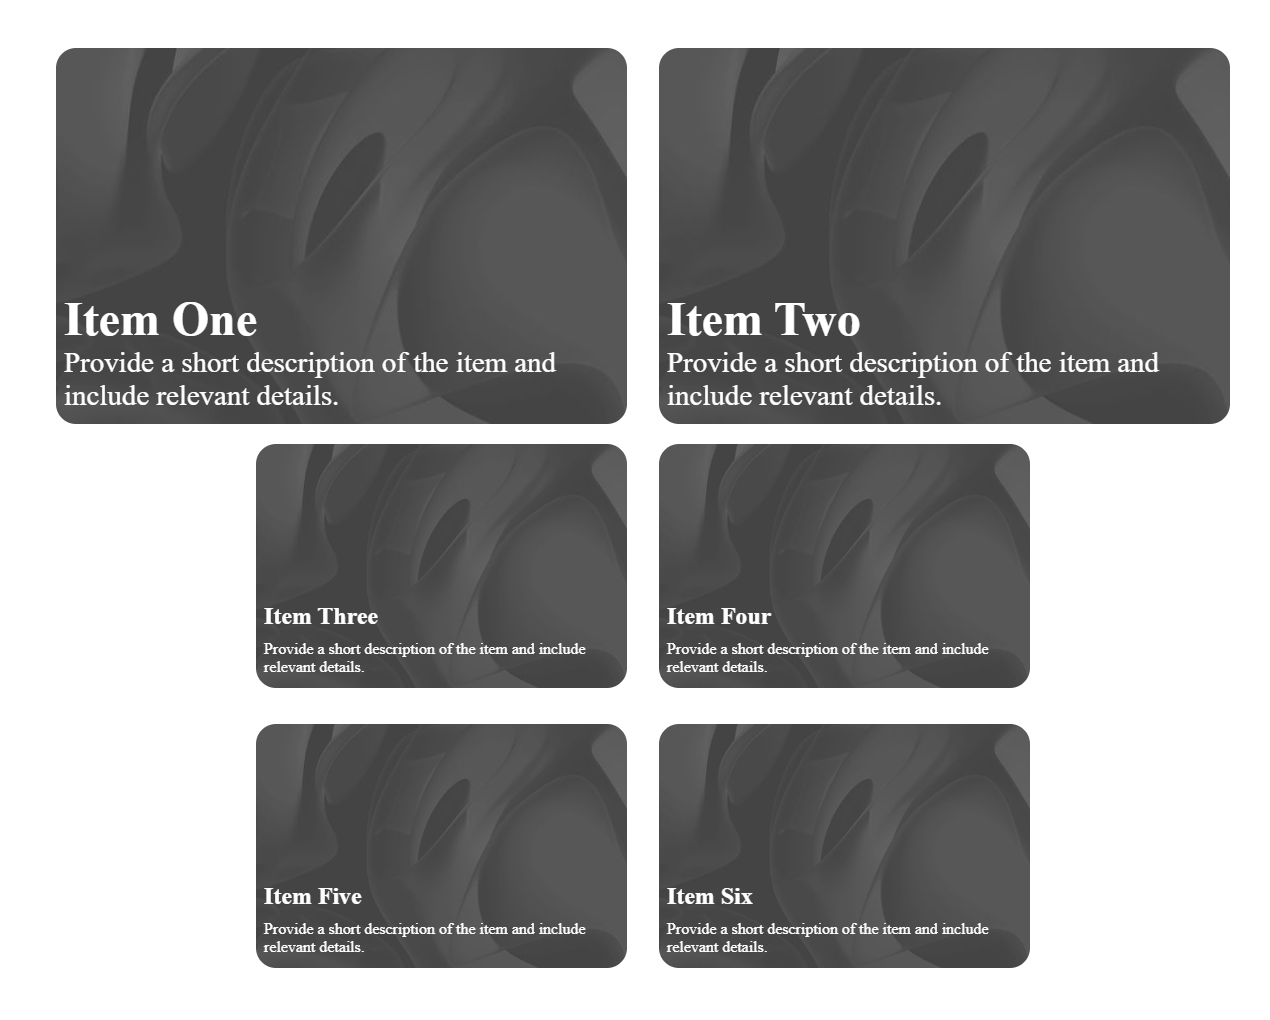 Item One
Provide a short description of the item and
include relevant details.
Item Two
Provide a short description of the item and
include relevant details.
Item Three
Provide a short description of the item and include
relevant details.
Item Four
Provide a short description of the item and include
relevant details.
Item Five
Provide a short description of the item and include
relevant details.
Item Six
Provide a short description of the item and include
relevant details.